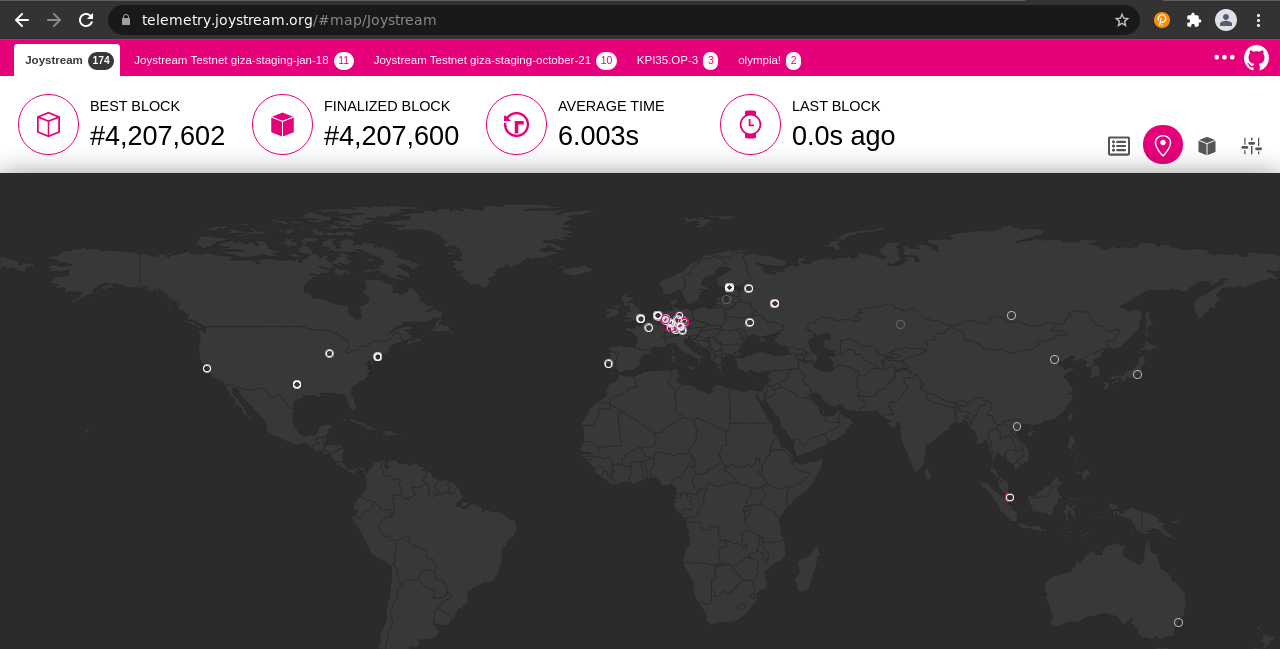 telemetry.joystream.org/#map/Joystream
Joystream 174 Joystream Testnet giza-staging-jan-18 11 Joystream Testnet giza-staging-october-21 10 KPI35.OP-3 3 olympia! 2
BEST BLOCK
#4,207,602
FINALIZED BLOCK
#4,207,600
AVERAGE TIME
6.003s
LAST BLOCK
0.0s ago